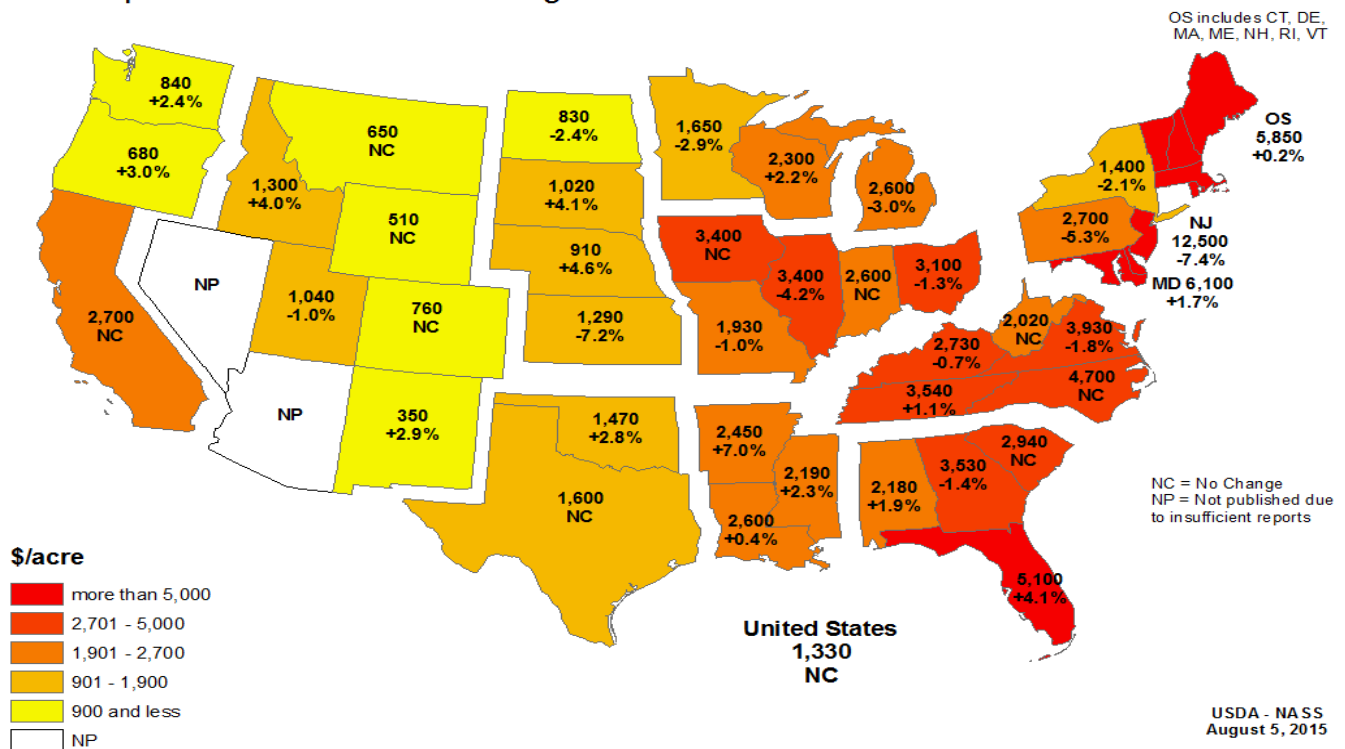 OS includes CT, DE,
MA, ME, NH, RI, VT
840
+2.4%
680
+3.0%
650
NC
830
-2.4%
1,650
-2.9%
2,300
+2.2%
2,600
-3.0%
1,400
-2.1%
OS
5,850
+0.2%
1,300
+4.0%
510
NC
1,020
+4.1%
910
+4.6%
3,400
NC
3,400
-4.2%
2,600
NC
3,100
-1.3%
2,700
-5.3%
NJ
12,500
-7.4%
MD 6,100
+1.7%
2,700
NC
NP
1,040
-1.0%
760
NC
1,290
-7.2%
1,930
-1.0%
2,730
-0.7%
2,020
NC
3,930
-1.8%
3,540
+1.1%
4,700
NC
NP
350
+2.9%
1,470
+2.8%
1,600
NC
2,450
+7.0%
2,190
+2.3%
2,600
+0.4%
2,180
+1.9%
3,530
-1.4%
2,940
NC
5,100
+4.1%
NC = No Change
NP = Not published due
to insufficient reports
$/acre
more than 5,000
2,701 - 5,000
1,901 - 2,700
901 - 1,900
900 and less
NP
United States
1,330
NC
USDA - NASS
August 5, 2015